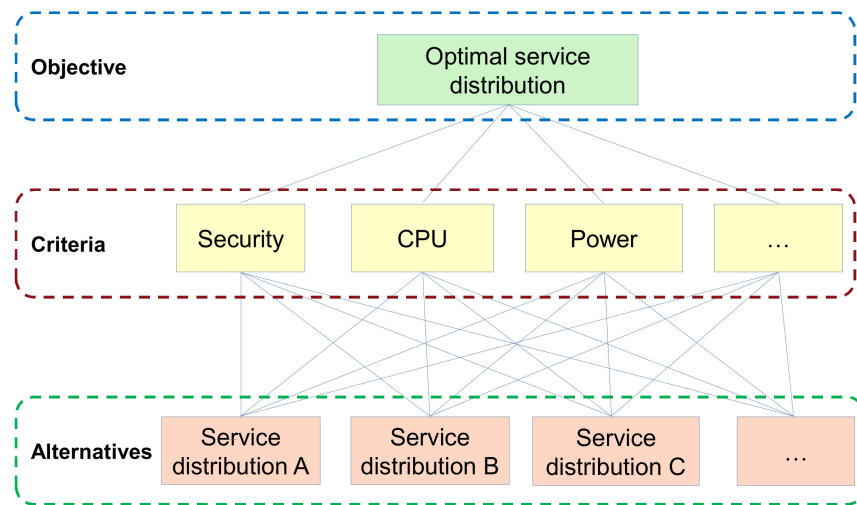 Objective
Optimal service
distribution
Criteria
Security
CPU
Power
…
Alternatives
Service
distribution A
Service
distribution B
Service
distribution C
…